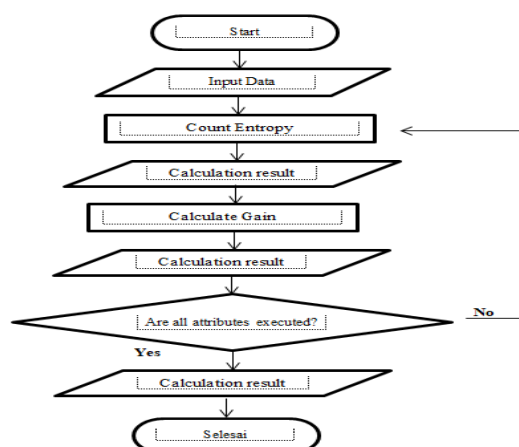 Start
Input Data
Count Entropy
Calculation result
Calculate Gain
Calculation result
Are all attributes executed?
No
Yes
Calculation result
Selesai